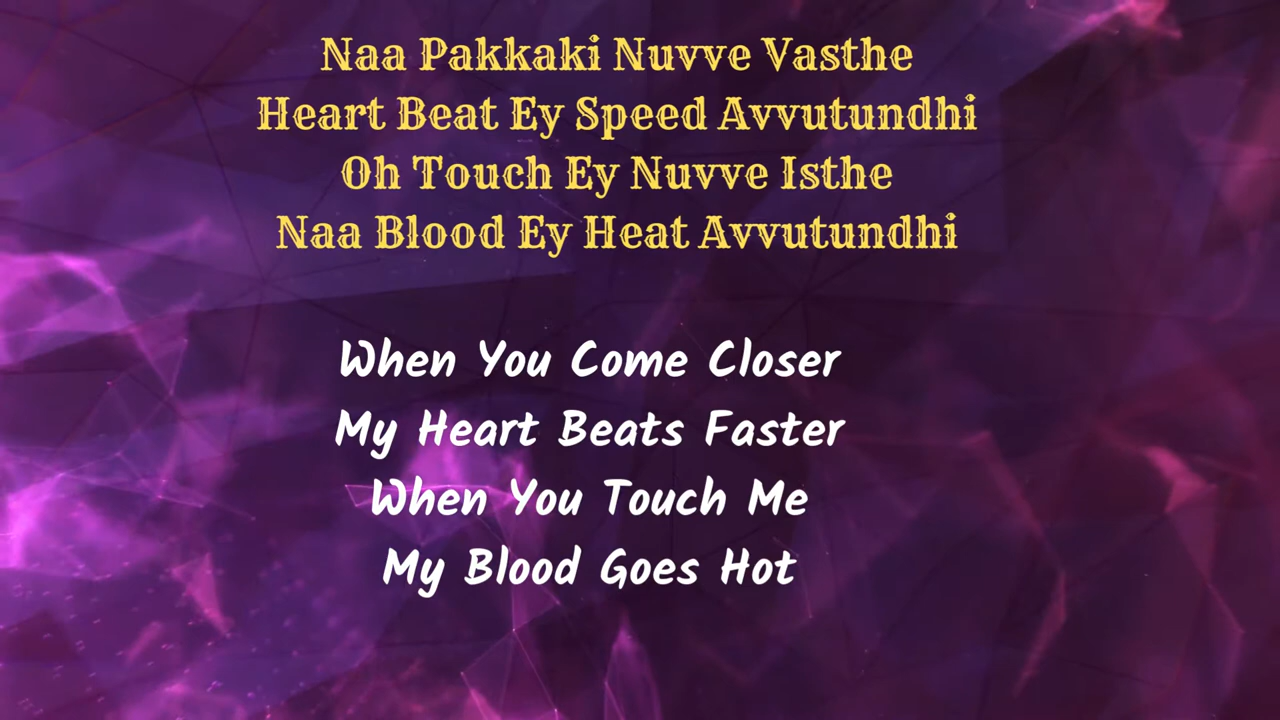 Naa Pakkaki Nuvve Vasthe
Heart Beat Ey Speed Avvutundhi
Oh Touch Ey Nuvve Isthe
Naa Blood Ey Heat Avvutundhi
When You Come Closer
My Heart Beats Faster
When You Touch Me
My Blood Goes Hot